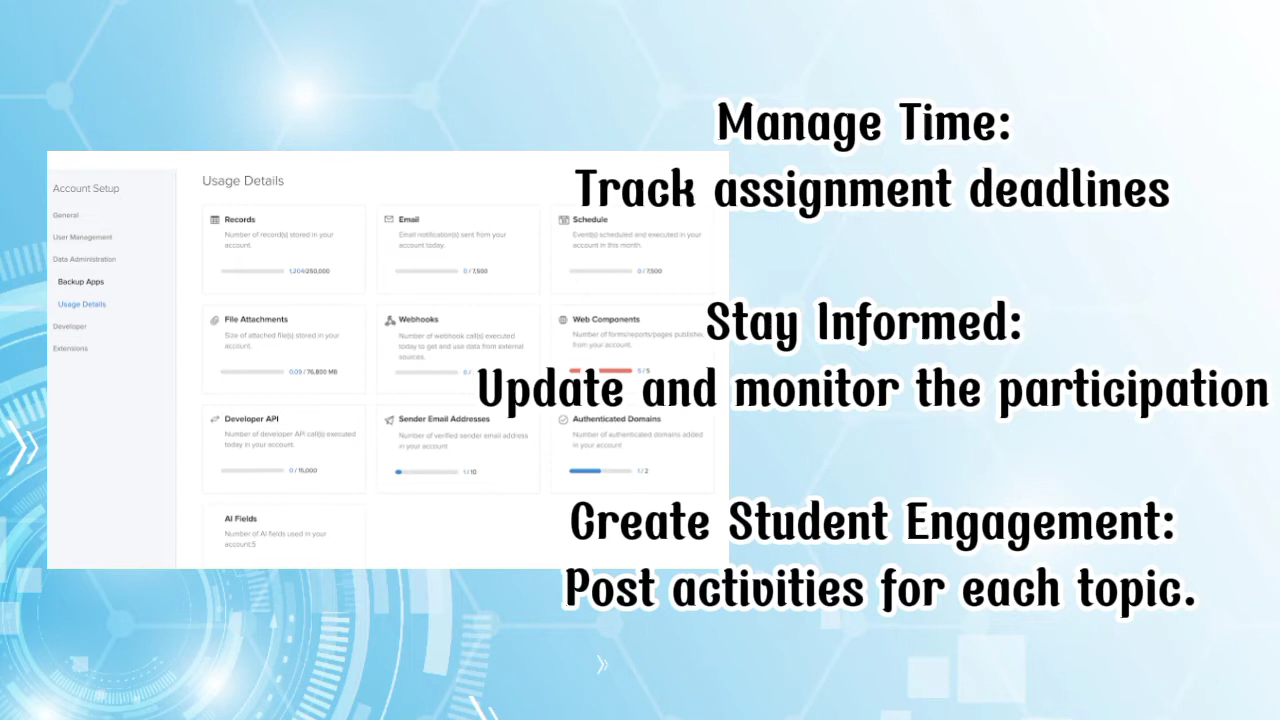 Account Setup
General
User Management
Data Administration
Backup Apps
Usage Details
Developer
Extensions
Usage Details
Records
Number of record(s) stored in your
account.
1,204/250,000
Email
Email notification(s) sent from your
account today.
0 / 7,500
Schedule
Event(s) scheduled and executed in your
account in this month.
0 / 7,500
File Attachments
Size of attached file(s) stored in your
account.
0.09 / 76,800 MB
Webhooks
Number of webhook call(s) executed
today to get and use data from external
sources.
0 /
Web Components
Number of forms/reports/pages publishe
from your account.
5 / 5
Developer API
Number of developer API call(s) executed
today in your account.
0 / 15,000
Sender Email Addresses
Number of verified sender email address
in your account
1 / 10
Authenticated Domains
Number of authenticated domains added
in your account
1 / 2
AI Fields
Number of AI fields used in your
account:5
Manage Time:
Track assignment deadlines
Stay Informed:
Update and monitor the participation
Create Student Engagement:
Post activities for each topic.